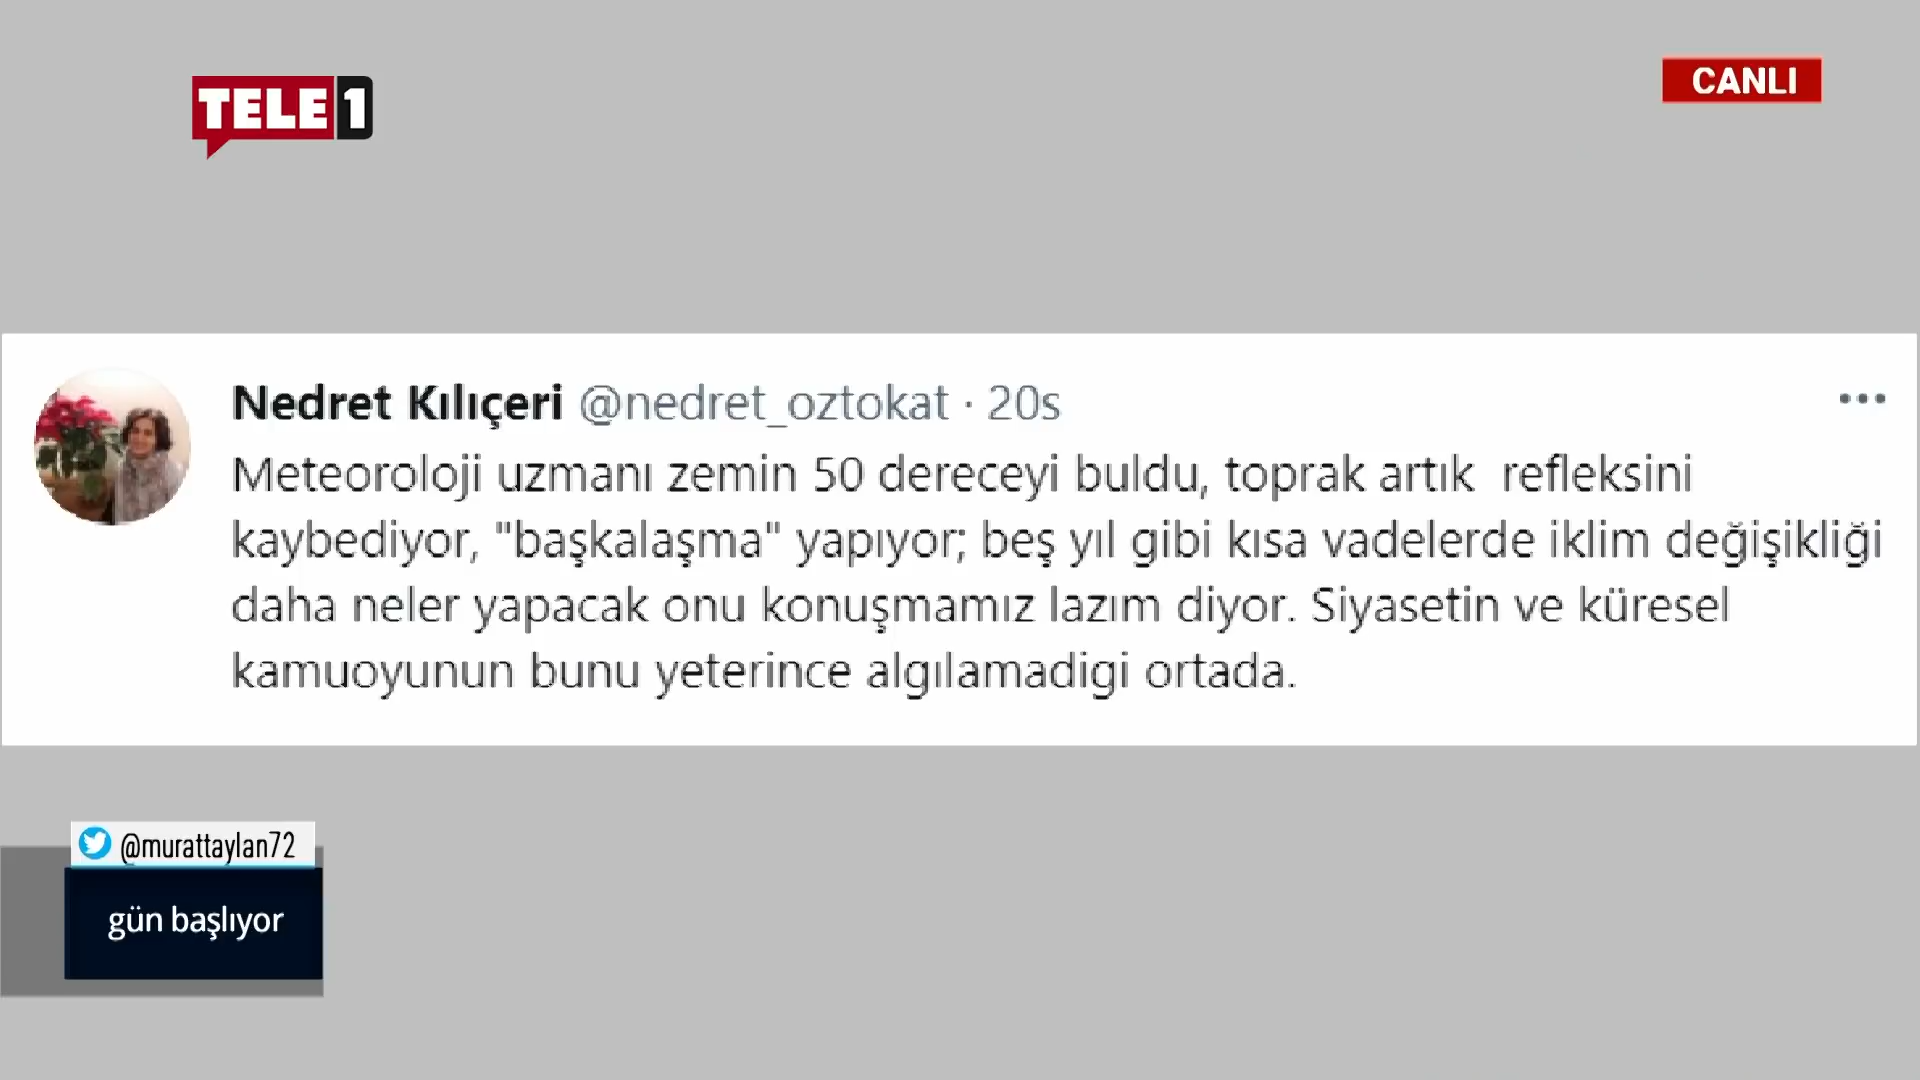 TELE1
CANLI
Nedret Kılıçeri @nedret_oztokat · 20s
Meteoroloji uzmanı zemin 50 dereceyi buldu, toprak artık refleksini
kaybediyor, "başkalaşma" yapıyor; beş yıl gibi kısa vadelerde iklim değişikliği
daha neler yapacak onu konuşmamız lazım diyor. Siyasetin ve küresel
kamuoyunun bunu yeterince algılamadigi ortada.
@murattaylan72
gün başlıyor